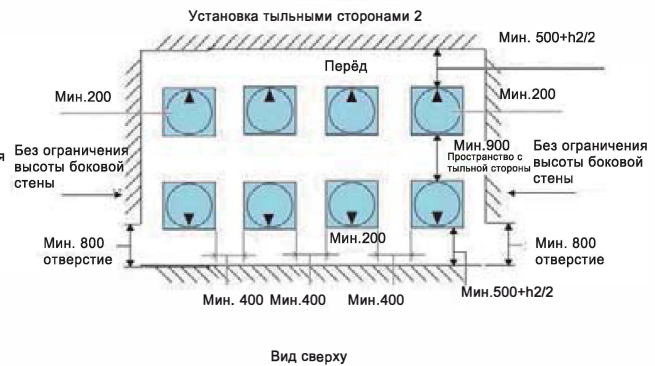 Установка тыльными сторонами 2
Мин. 500+h2/2
Перёд
Мин.200
Мин.200
я
Без ограничения
высоты боковой
стены
Мин.900
Пространство с
тыльной стороны
Без ограничения
высоты боковой
стены
Мин. 800
отверстие
Мин.200
Мин. 800
отверстие
Мин. 400
Мин.400
Мин.400
Мин.500+h2/2
Вид сверху